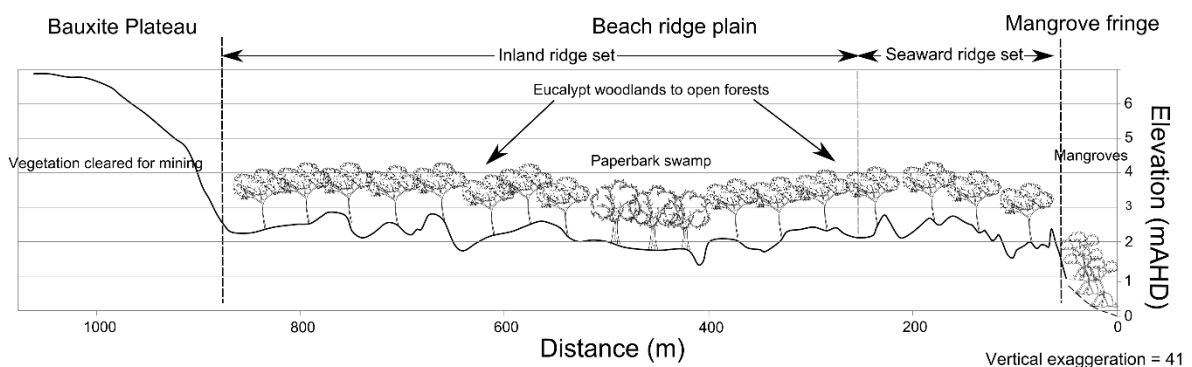 Bauxite Plateau
Beach ridge plain
Mangrove fringe
Inland ridge set
Seaward ridge set
Eucalypt woodlands to open forests
Vegetation cleared for mining
Paperbark swamp
Mangroves
6
5
4
3
2
1
0
Elevation (mAHD)
1000
800
600
400
200
0
Distance (m)
Vertical exaggeration = 41